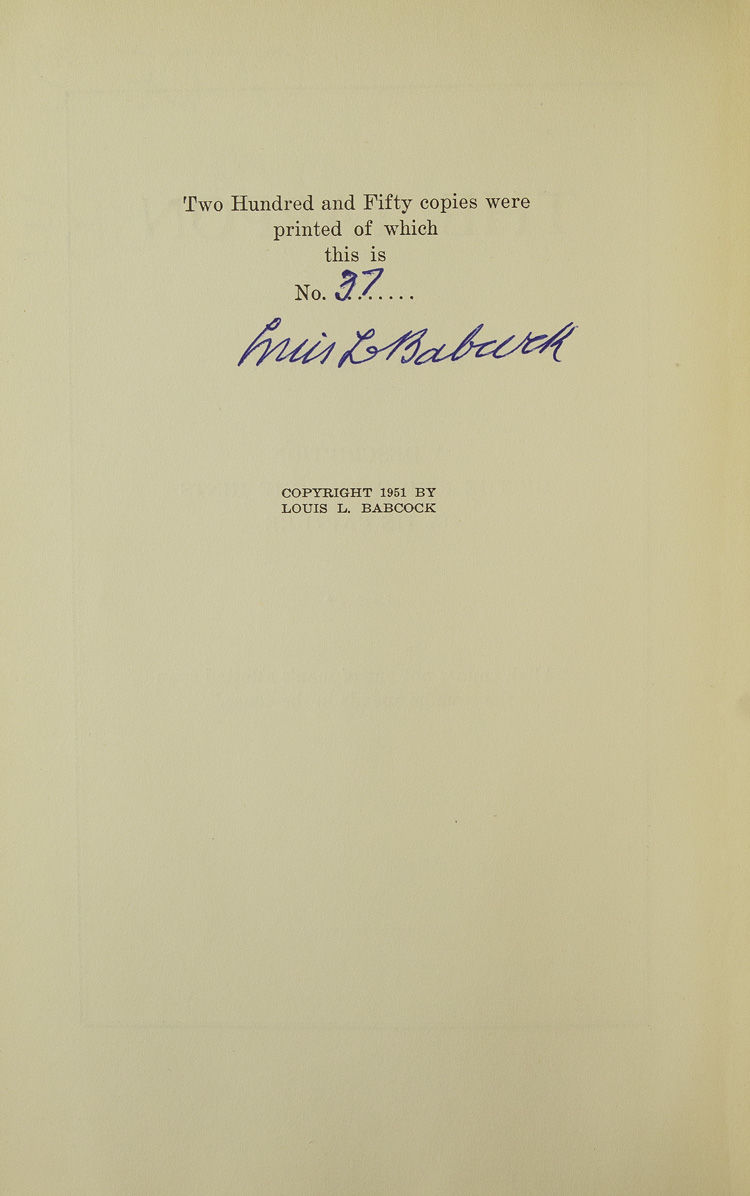 Two Hundred and Fifty copies were
printed of which
this is
No. 37.......
Louis L. Babcock
COPYRIGHT 1951 BY
LOUIS L. BABCOCK